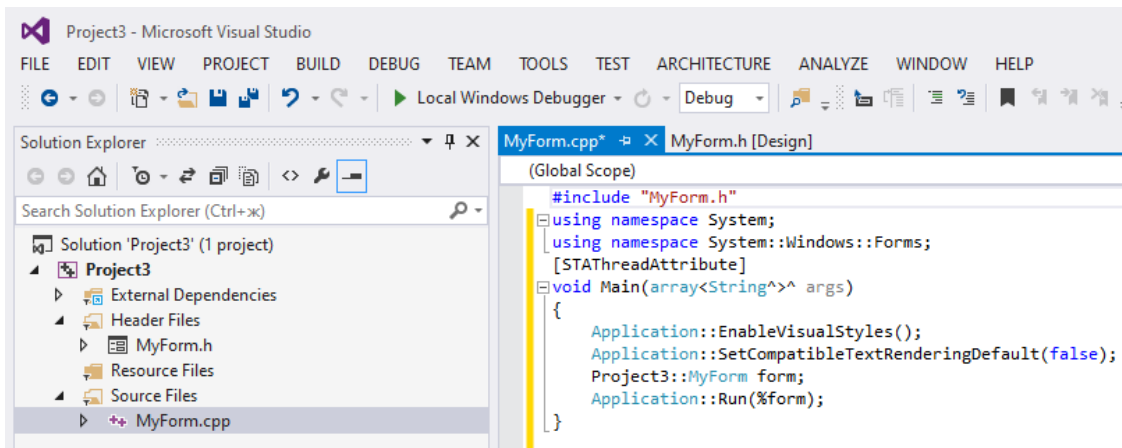 Project3 - Microsoft Visual Studio
FILE EDIT VIEW PROJECT BUILD DEBUG TEAM TOOLS TEST ARCHITECTURE ANALYZE WINDOW HELP
Local Windows Debugger Debug
Solution Explorer
Search Solution Explorer (Ctrl+ж)
Solution 'Project3' (1 project)
Project3
External Dependencies
Header Files
MyForm.h
Resource Files
Source Files
MyForm.cpp
MyForm.cpp* MyForm.h [Design]
(Global Scope)
#include "MyForm.h"
using namespace System;
using namespace System::Windows::Forms;
[STAThreadAttribute]
void Main(array<String^>^ args)
{
Application::EnableVisualStyles();
Application::SetCompatibleTextRenderingDefault(false);
Project3::MyForm form;
Application::Run(%form);
}